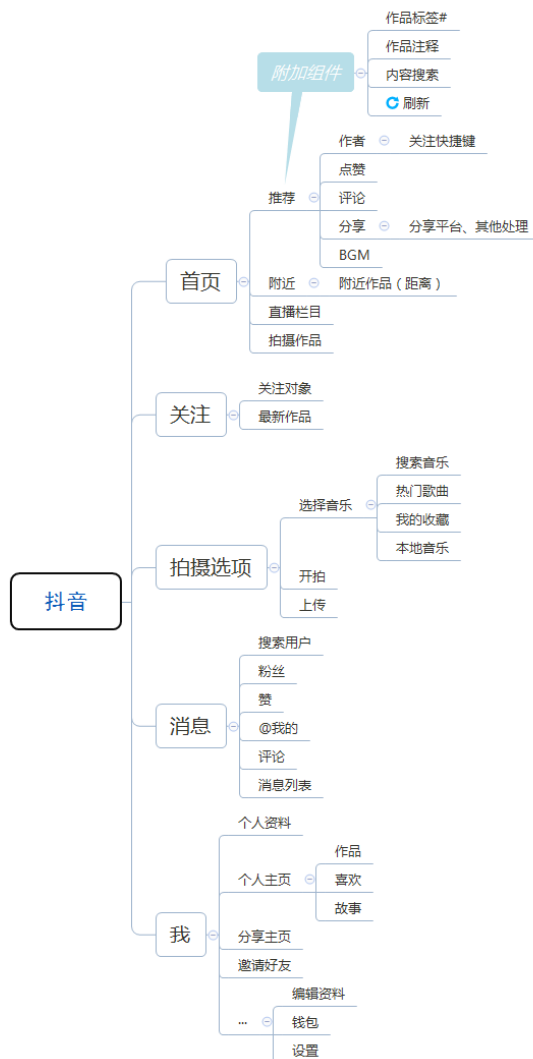 作品标签#
作品注释
附加组件
内容搜索
刷新
作者
关注快捷键
点赞
推荐
评论
分享
分享平台、其他处理
BGM
首页
附近
附近作品（距离）
直播栏目
拍摄作品
关注对象
关注
最新作品
搜索音乐
热门歌曲
选择音乐
我的收藏
本地音乐
拍摄选项
开拍
抖音
上传
搜索用户
粉丝
赞
消息
@我的
评论
消息列表
个人资料
作品
个人主页
喜欢
故事
我
分享主页
邀请好友
编辑资料
...
钱包
设置